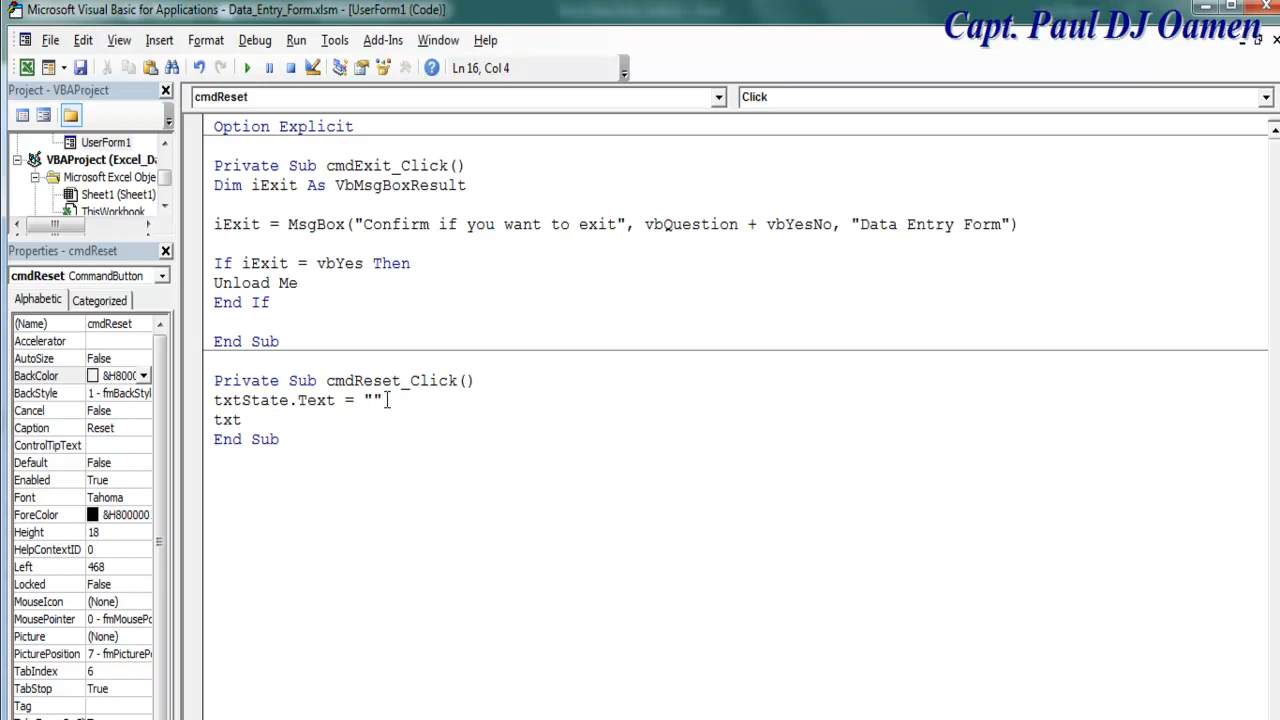 Microsoft Visual Basic for Applications - Data_Entry_Form.xlsm - [UserForm1 (Code)]
Capt. Paul DJ Oamen
File Edit View Insert Format Debug Run Tools Add-Ins Window Help
Ln 16, Col 4
Project - VBAProject
cmdReset Click
UserForm1
VBAProject (Excel_Da
Microsoft Excel Obje
Sheet1 (Sheet1)
ThisWorkbook
Properties - cmdReset
cmdReset CommandButton
Alphabetic Categorized
(Name) cmdReset
Accelerator
AutoSize False
BackColor &H8000
BackStyle 1 - fmBackStyl
Cancel False
Caption Reset
ControlTipText
Default False
Enabled True
Font Tahoma
ForeColor &H800000
Height 18
HelpContextID 0
Left 468
Locked False
MouseIcon (None)
MousePointer 0 - fmMousePo
Picture (None)
PicturePosition 7 - fmPicturePo
TabIndex 6
TabStop True
Tag
Option Explicit
Private Sub cmdExit_Click()
Dim iExit As VbMsgBoxResult
iExit = MsgBox("Confirm if you want to exit", vbQuestion + vbYesNo, "Data Entry Form")
If iExit = vbYes Then
Unload Me
End If
End Sub
Private Sub cmdReset_Click()
txtState.Text = ""
txt
End Sub